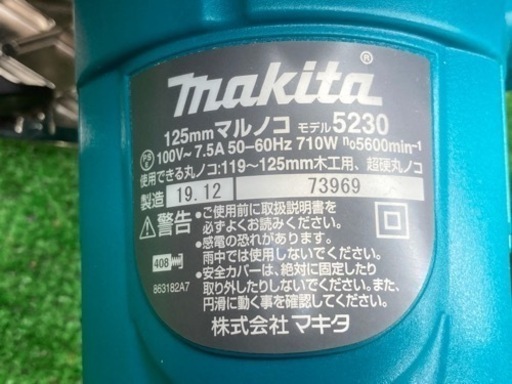 makita®
125mmマルノコ モデル5230
PSE 100V~ 7.5A 50-60Hz 710W n₀5600min⁻¹
使用できる丸ノコ:119~125mm木工用、超硬丸ノコ
製造 19.12 73969
⚠警告 •ご使用前に取扱説明書を
必ずよくお読みください。
•感電の恐れがあります。
雨中では使用しないでください。
408 •安全カバーは、絶対に固定したり
取り外したりしないでください。また、
863182A7 円滑に動く事を確認してください。
株式会社マキタ